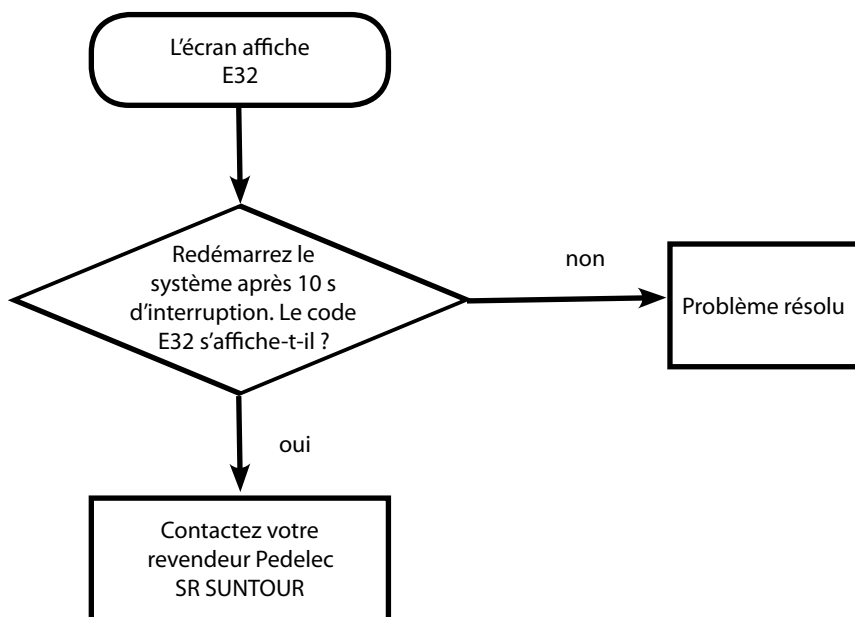 L’écran affiche
E32
Redémarrez le
système après 10 s
d’interruption. Le code
E32 s’affiche-t-il ?
non
Problème résolu
oui
Contactez votre
revendeur Pedelec
SR SUNTOUR